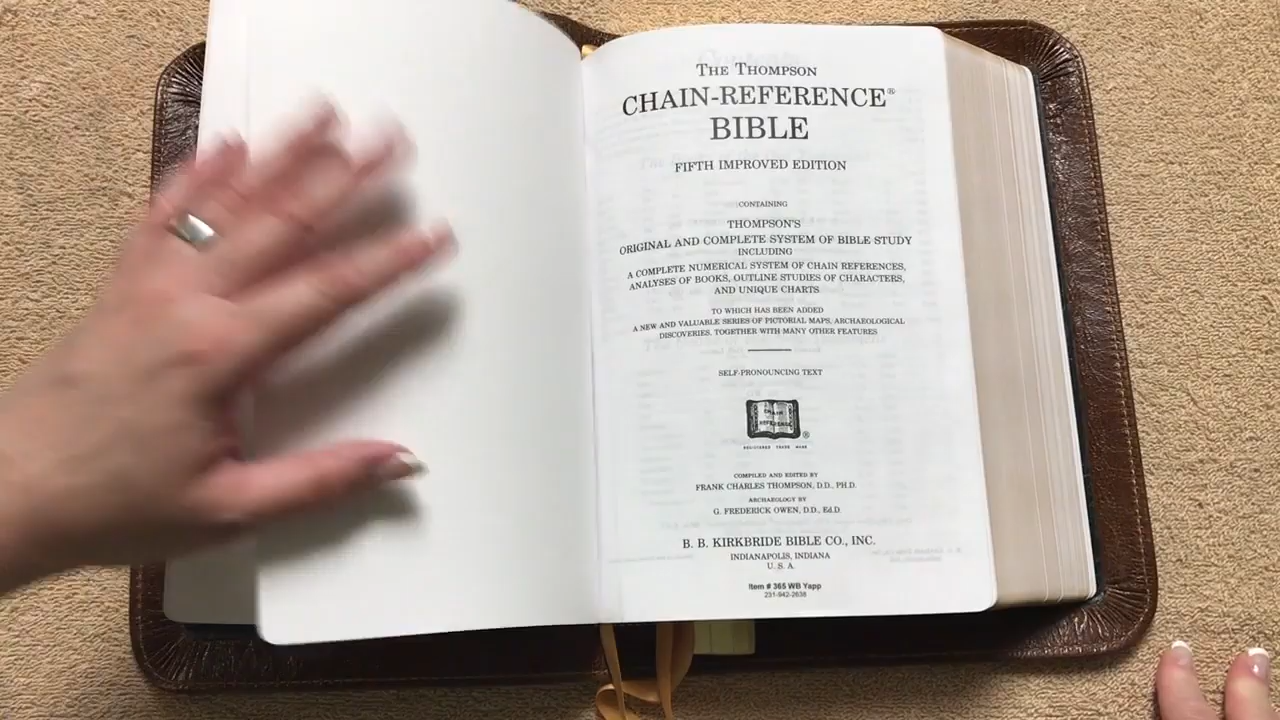 THE THOMPSON
CHAIN-REFERENCE®
BIBLE
FIFTH IMPROVED EDITION
CONTAINING
THOMPSON'S
ORIGINAL AND COMPLETE SYSTEM OF BIBLE STUDY
INCLUDING
A COMPLETE NUMERICAL SYSTEM OF CHAIN REFERENCES,
ANALYSES OF BOOKS, OUTLINE STUDIES OF CHARACTERS,
AND UNIQUE CHARTS
TO WHICH HAS BEEN ADDED
A NEW AND VALUABLE SERIES OF PICTORIAL MAPS, ARCHAEOLOGICAL
DISCOVERIES, TOGETHER WITH MANY OTHER FEATURES
SELF-PRONOUNCING TEXT
CHAIN
REFERENCE
®
REGISTERED TRADE MARK
COMPILED AND EDITED BY
FRANK CHARLES THOMPSON, D.D., PH.D.
ARCHAEOLOGY BY
G. FREDERICK OWEN, D.D., Ed.D.
B. B. KIRKBRIDE BIBLE CO., INC.
INDIANAPOLIS, INDIANA
U. S. A.
Item # 365 WB Yapp
231-942-2638